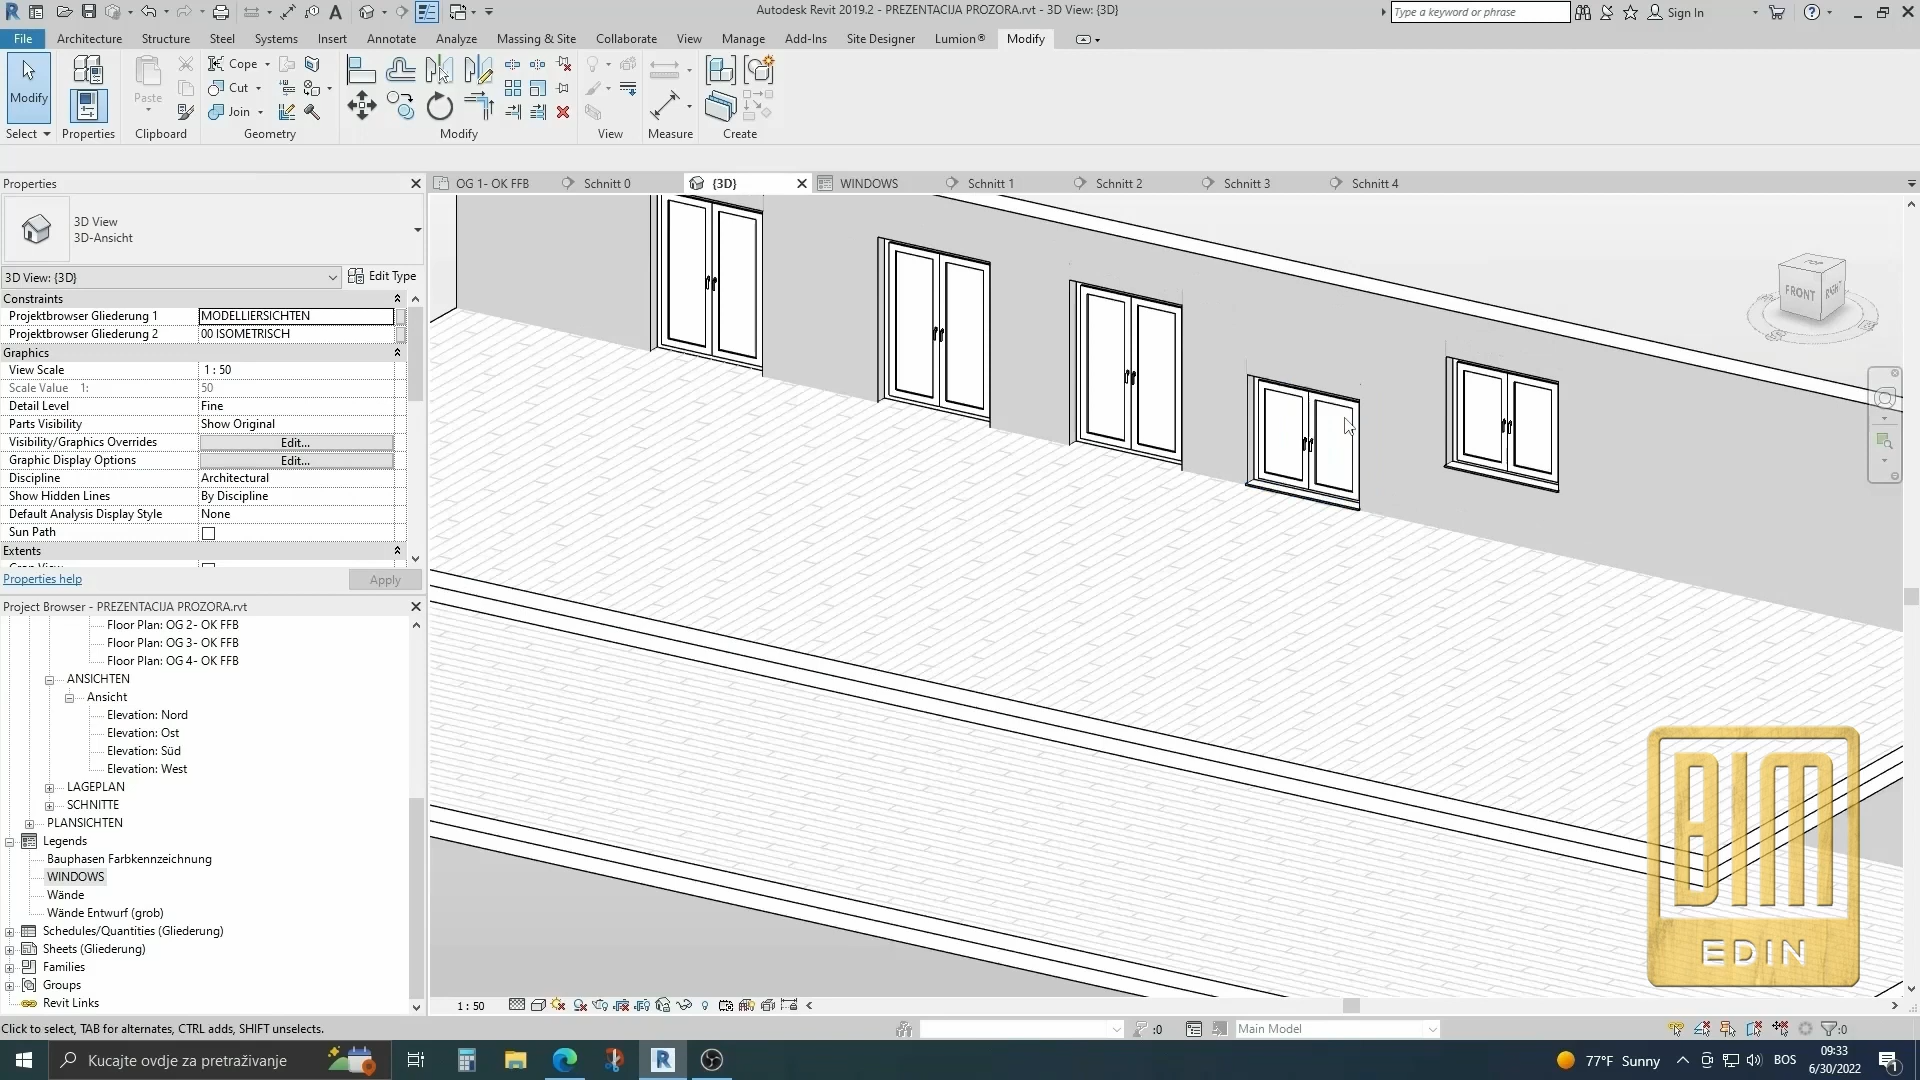 Autodesk Revit 2019.2 - PREZENTACIJA PROZORA.rvt - 3D View: {3D}
Type a keyword or phrase
Sign In
File Architecture Structure Steel Systems Insert Annotate Analyze Massing & Site Collaborate View Manage Add-Ins Site Designer Lumion® Modify
Modify
Paste
Cope
Cut
Join
Select Properties Clipboard Geometry Modify View Measure Create
Properties
OG 1- OK FFB
Schnitt 0
{3D}
WINDOWS
Schnitt 1
Schnitt 2
Schnitt 3
Schnitt 4
3D View
3D-Ansicht
3D View: {3D}
Edit Type
Constraints
Projektbrowser Gliederung 1 MODELLIERSICHTEN
Projektbrowser Gliederung 2 00 ISOMETRISCH
Graphics
View Scale 1 : 50
Scale Value 1: 50
Detail Level Fine
Parts Visibility Show Original
Visibility/Graphics Overrides Edit...
Graphic Display Options Edit...
Discipline Architectural
Show Hidden Lines By Discipline
Default Analysis Display Style None
Sun Path
Extents
Properties help
Apply
Project Browser - PREZENTACIJA PROZORA.rvt
Floor Plan: OG 2- OK FFB
Floor Plan: OG 3- OK FFB
Floor Plan: OG 4- OK FFB
ANSICHTEN
Ansicht
Elevation: Nord
Elevation: Ost
Elevation: Süd
Elevation: West
LAGEPLAN
SCHNITTE
PLANSICHTEN
Legends
Bauphasen Farbkennzeichnung
WINDOWS
Wände
Wände Entwurf (grob)
Schedules/Quantities (Gliederung)
Sheets (Gliederung)
Families
Groups
Revit Links
TOP
FRONT
RIGHT
BIM
EDIN
1 : 50
Click to select, TAB for alternates, CTRL adds, SHIFT unselects.
:0
Main Model
:0
Kucajte ovdje za pretraživanje
77°F Sunny
BOS
09:33
6/30/2022
1